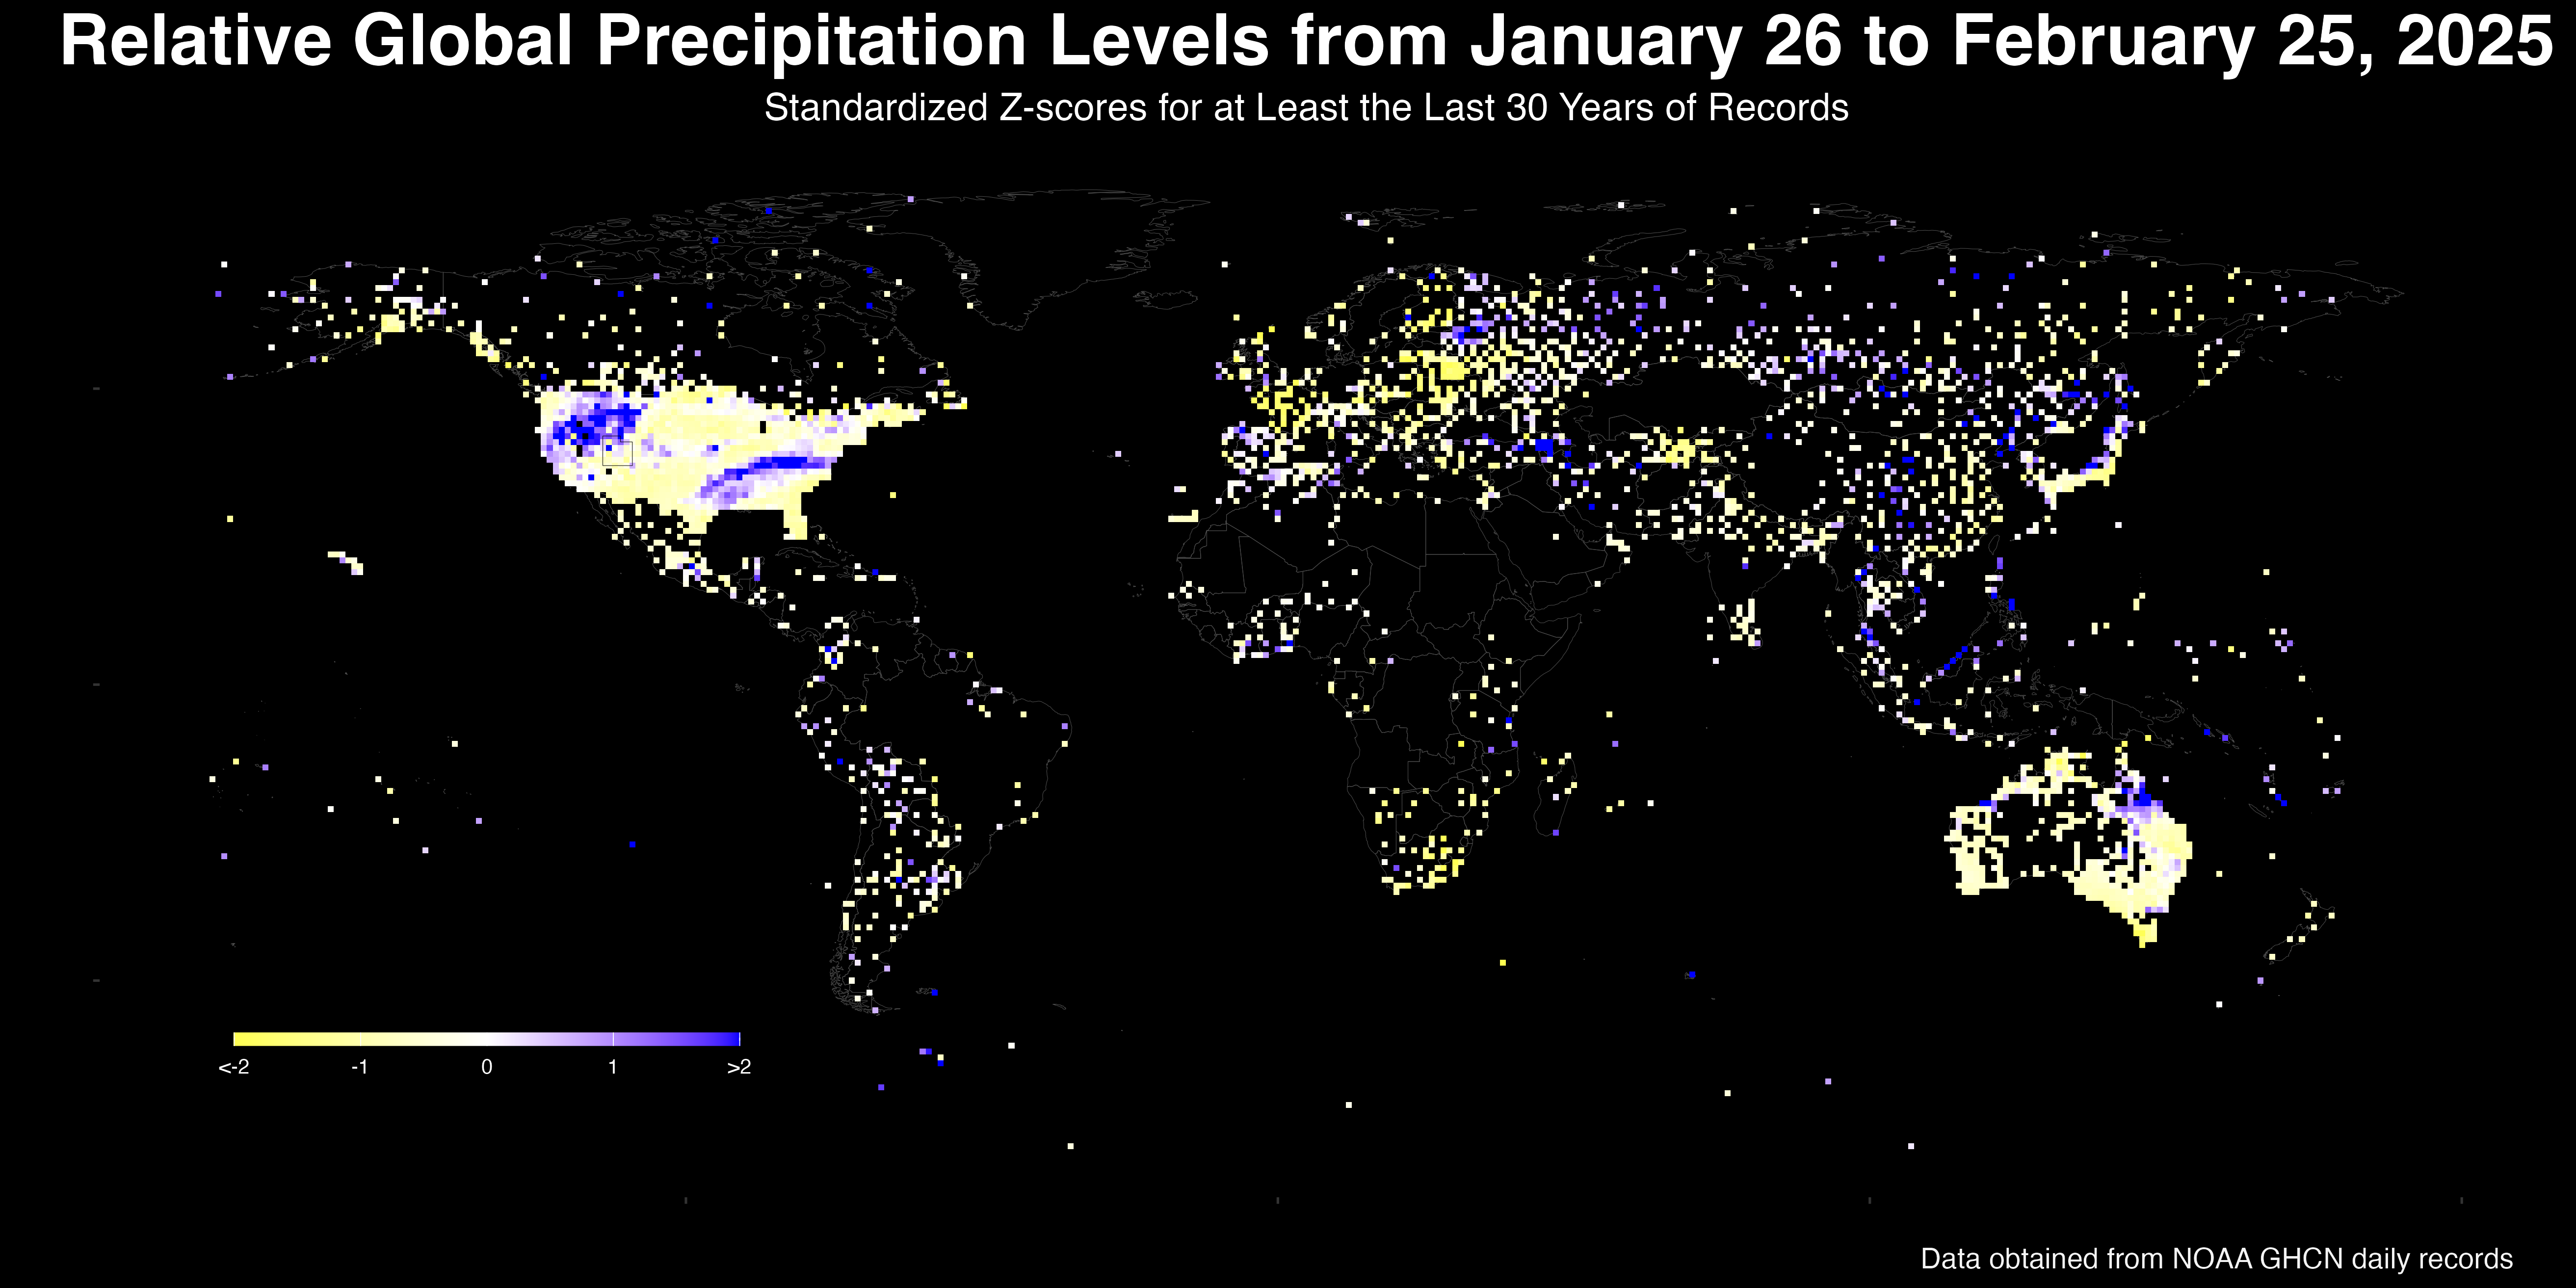 Relative Global Precipitation Levels from January 26 to February 25, 2025
Standardized Z-scores for at Least the Last 30 Years of Records
<-2 -1 0 1 >2
Data obtained from NOAA GHCN daily records